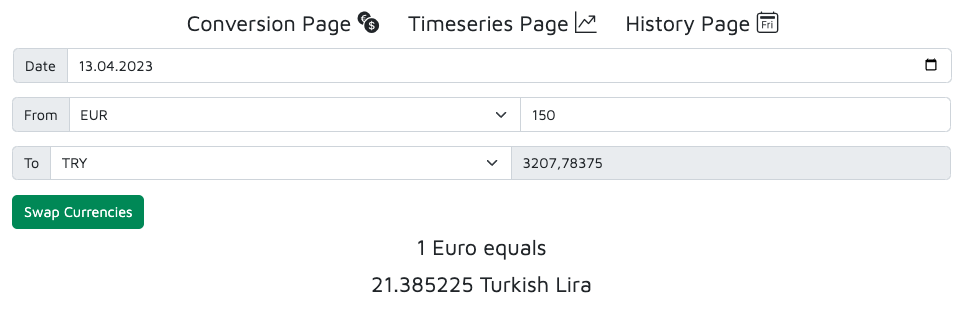 Conversion Page Timeseries Page History Page Fri
Date 13.04.2023
From EUR 150
To TRY 3207,78375
Swap Currencies
1 Euro equals
21.385225 Turkish Lira